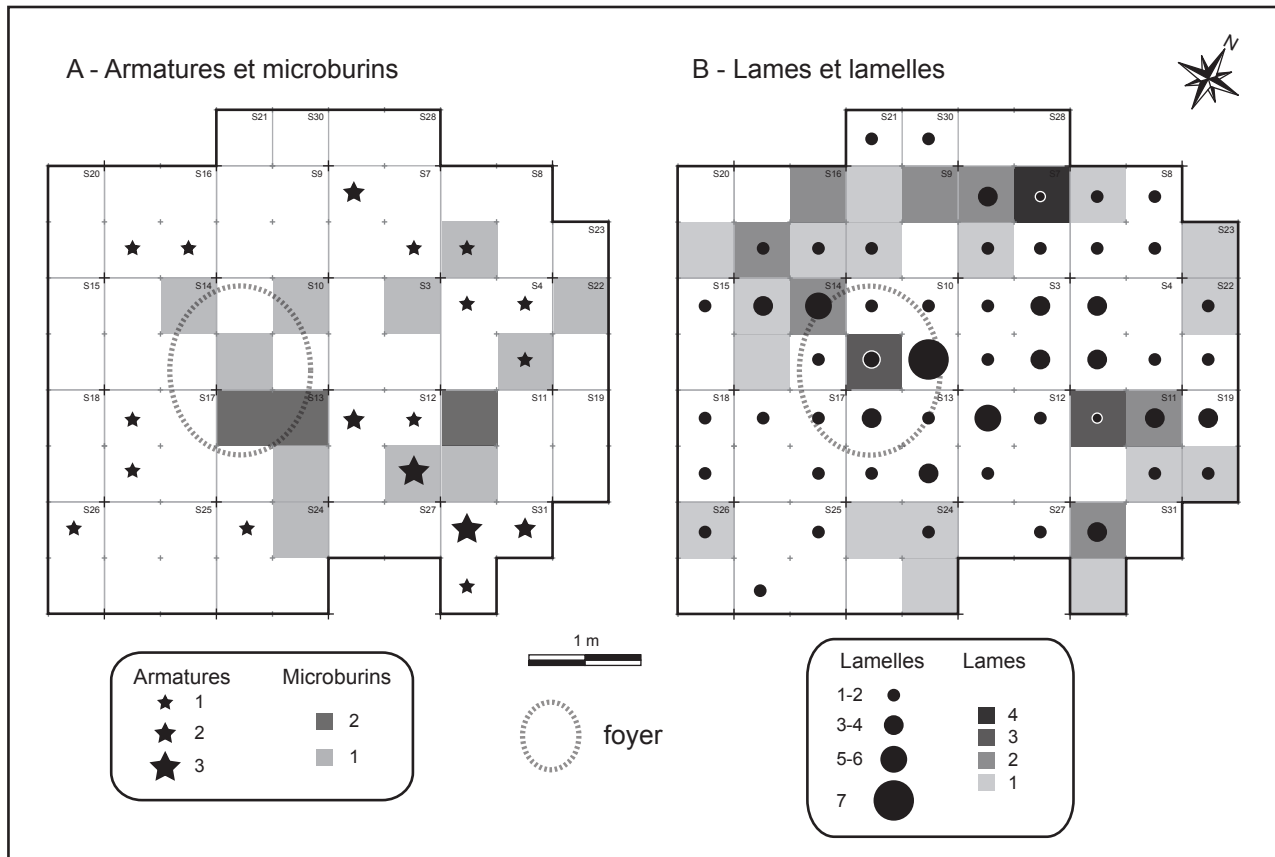 A - Armatures et microburins
S21 S30 S28
S20 S16 S9 S7 S8
S23
S15 S14 S10 S3 S4 S22
S18 S17 S13 S12 S11 S19
S26 S25 S24 S27 S31
B - Lames et lamelles
N
S21 S30 S28
S20 S16 S9 S7 S8
S23
S15 S14 S10 S3 S4 S22
S18 S17 S13 S12 S11 S19
S26 S25 S24 S27 S31
Armatures Microburins
1
2
3
2
1
1 m
foyer
Lamelles Lames
1-2
3-4
5-6
7
4
3
2
1